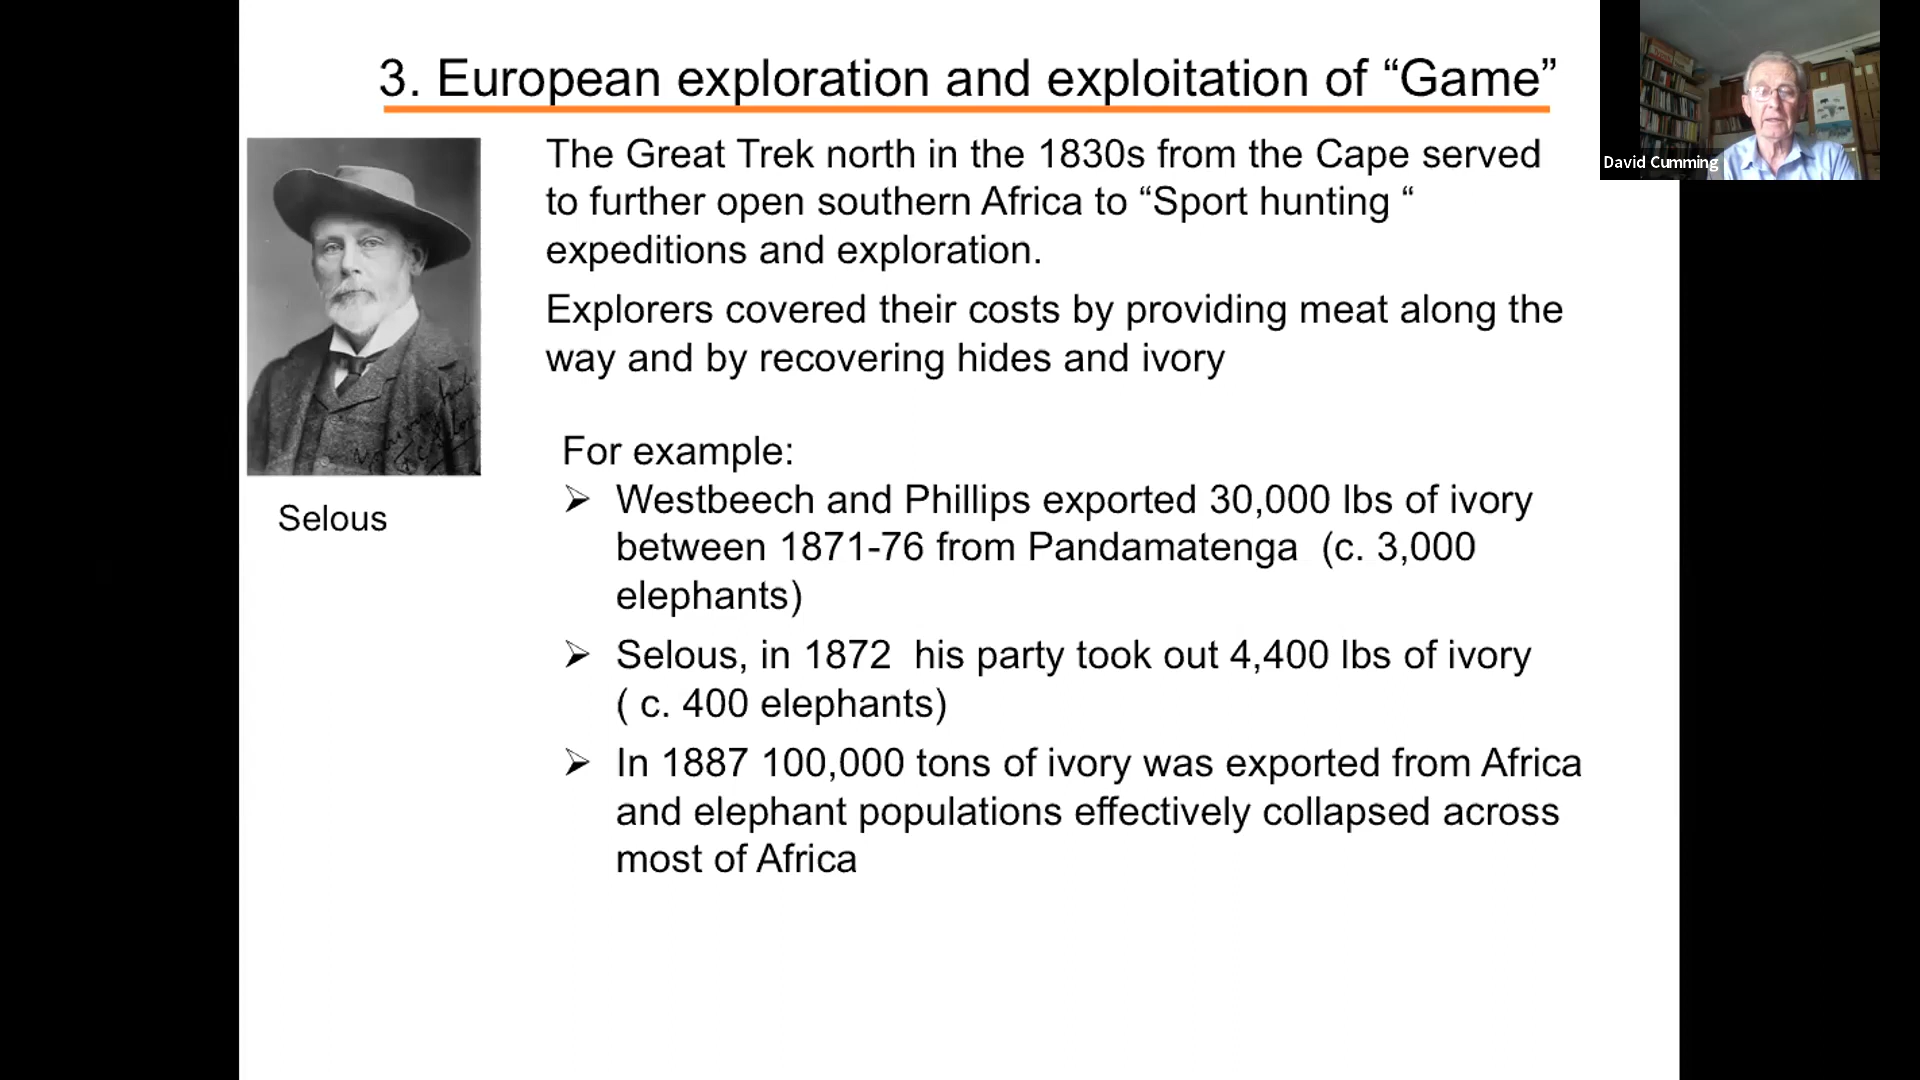 3. European exploration and exploitation of “Game”
David Cumming
The Great Trek north in the 1830s from the Cape served
to further open southern Africa to “Sport hunting “
expeditions and exploration.
Explorers covered their costs by providing meat along the
way and by recovering hides and ivory
Selous
For example:
➢ Westbeech and Phillips exported 30,000 lbs of ivory
between 1871-76 from Pandamatenga (c. 3,000
elephants)
➢ Selous, in 1872 his party took out 4,400 lbs of ivory
( c. 400 elephants)
➢ In 1887 100,000 tons of ivory was exported from Africa
and elephant populations effectively collapsed across
most of Africa